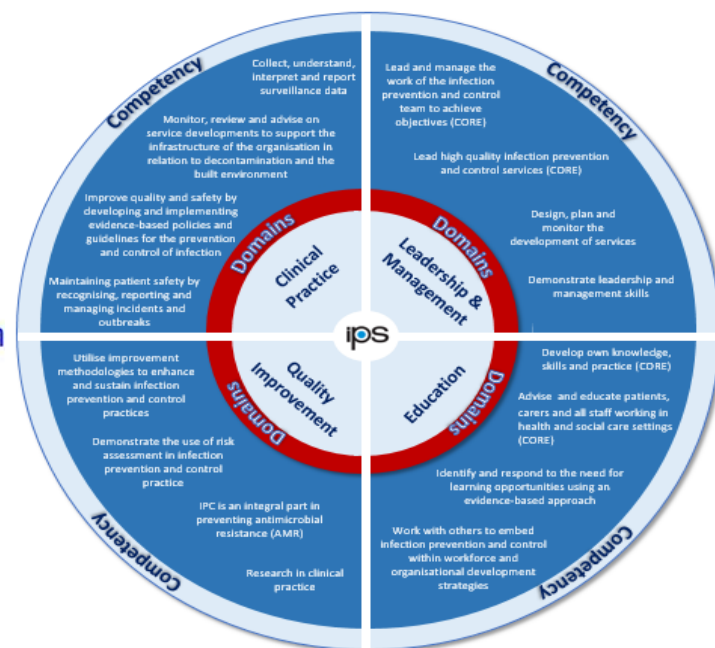 Competency
Collect, understand,
interpret and report
surveillance data
Monitor, review and advise on
service developments to support the
infrastructure of the organisation in
relation to decontamination and the
built environment
Improve quality and safety by
developing and implementing
evidence-based policies and
guidelines for the prevention
and control of infection
Maintaining patient safety by
recognising, reporting and
managing incidents and
outbreaks
Domains
Clinical
Practice
Competency
Lead and manage the
work of the infection
prevention and control
team to achieve
objectives (CORE)
Lead high quality infection prevention
and control services (CORE)
Design, plan and
monitor the
development of services
Demonstrate leadership and
management skills
Domains
Leadership &
Management
ips
Quality
Improvement
Domains
Utilise improvement
methodologies to enhance
and sustain infection
prevention and control
practices
Demonstrate the use of risk
assessment in infection
prevention and control
practice
IPC is an integral part in
preventing antimicrobial
resistance (AMR)
Research in clinical
practice
Competency
Education
Domains
Develop own knowledge,
skills and practice (CORE)
Advise and educate patients,
carers and all staff working in
health and social care settings
(CORE)
Identify and respond to the need for
learning opportunities using an
evidence-based approach
Work with others to embed
infection prevention and control
within workforce and
organisational development
strategies
Competency